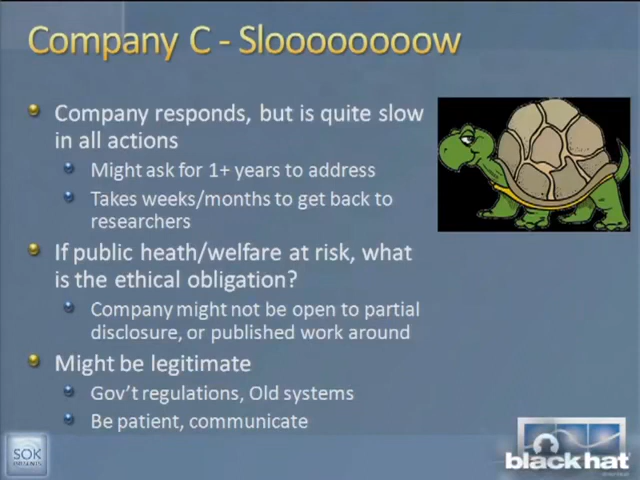 Company C - Slooooooooow
Company responds, but is quite slow
in all actions
Might ask for 1+ years to address
Takes weeks/months to get back to
researchers
If public heath/welfare at risk, what
is the ethical obligation?
Company might not be open to partial
disclosure, or published work around
Might be legitimate
Gov't regulations, Old systems
Be patient, communicate
SOK
black hat